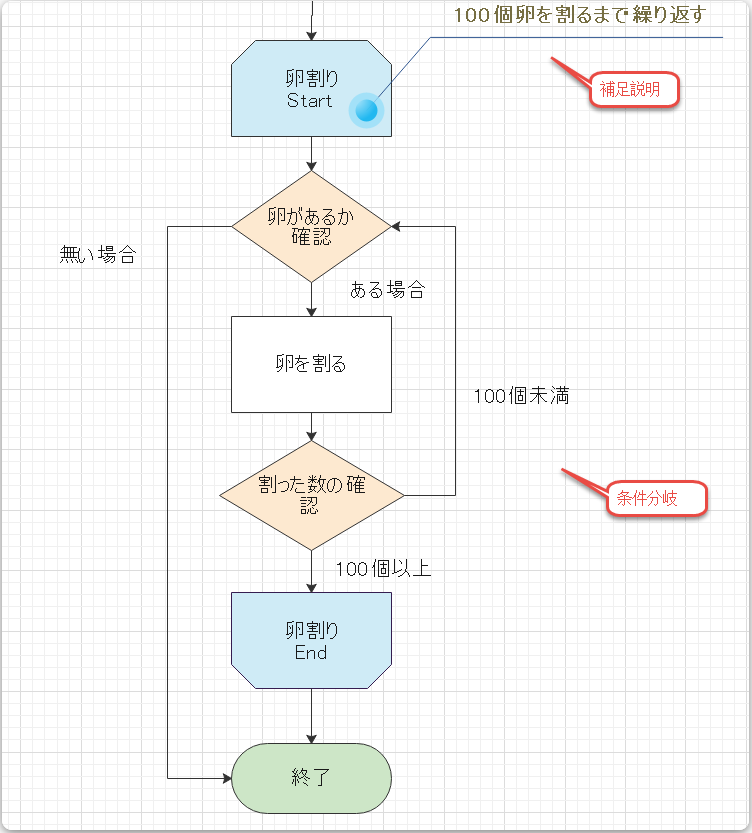 100個卵を割るまで繰り返す
卵割り
Start
補足説明
卵があるか
確認
無い場合
ある場合
卵を割る
100個未満
割った数の確
認
条件分岐
100個以上
卵割り
End
終了